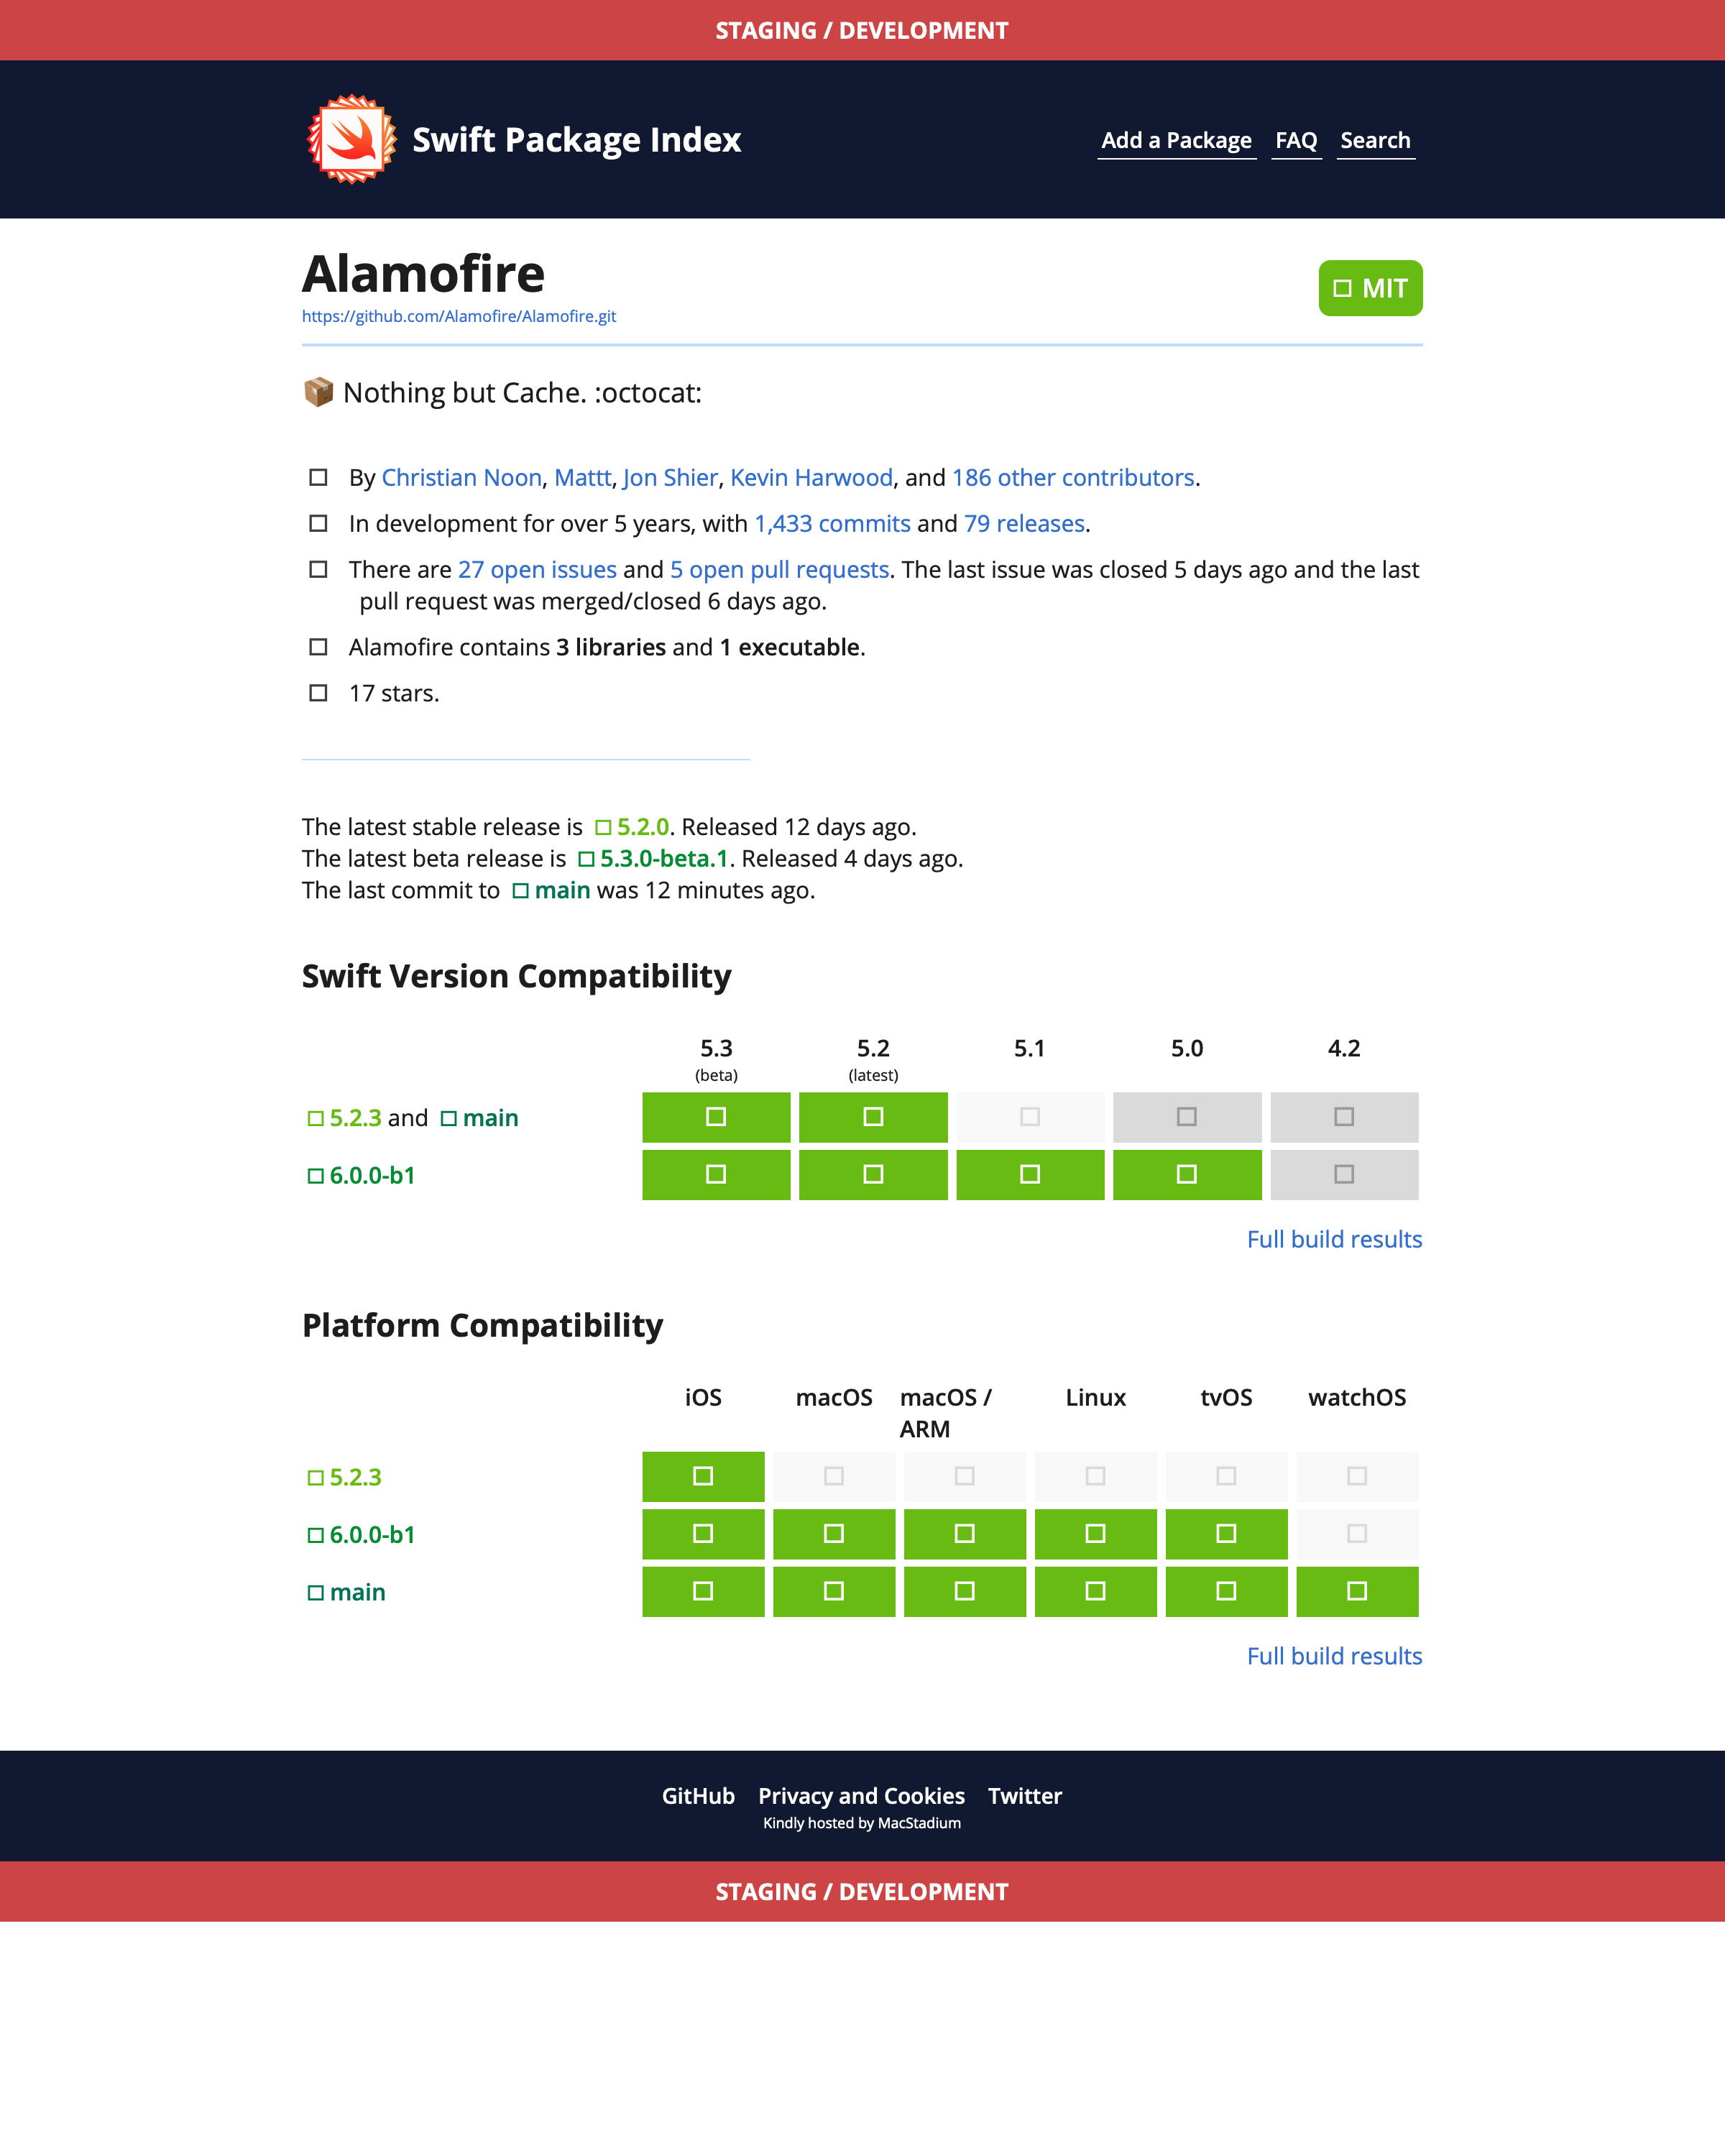 STAGING / DEVELOPMENT
Swift Package Index
Add a Package FAQ Search
Alamofire
MIT
https://github.com/Alamofire/Alamofire.git
📦 Nothing but Cache. :octocat:
By Christian Noon, Mattt, Jon Shier, Kevin Harwood, and 186 other contributors.
In development for over 5 years, with 1,433 commits and 79 releases.
There are 27 open issues and 5 open pull requests. The last issue was closed 5 days ago and the last
pull request was merged/closed 6 days ago.
Alamofire contains 3 libraries and 1 executable.
17 stars.
The latest stable release is 5.2.0. Released 12 days ago.
The latest beta release is 5.3.0-beta.1. Released 4 days ago.
The last commit to main was 12 minutes ago.
Swift Version Compatibility
5.3 5.2 5.1 5.0 4.2
(beta) (latest)
5.2.3 and main
6.0.0-b1
Full build results
Platform Compatibility
iOS macOS macOS / Linux tvOS watchOS
ARM
5.2.3
6.0.0-b1
main
Full build results
GitHub Privacy and Cookies Twitter
Kindly hosted by MacStadium
STAGING / DEVELOPMENT